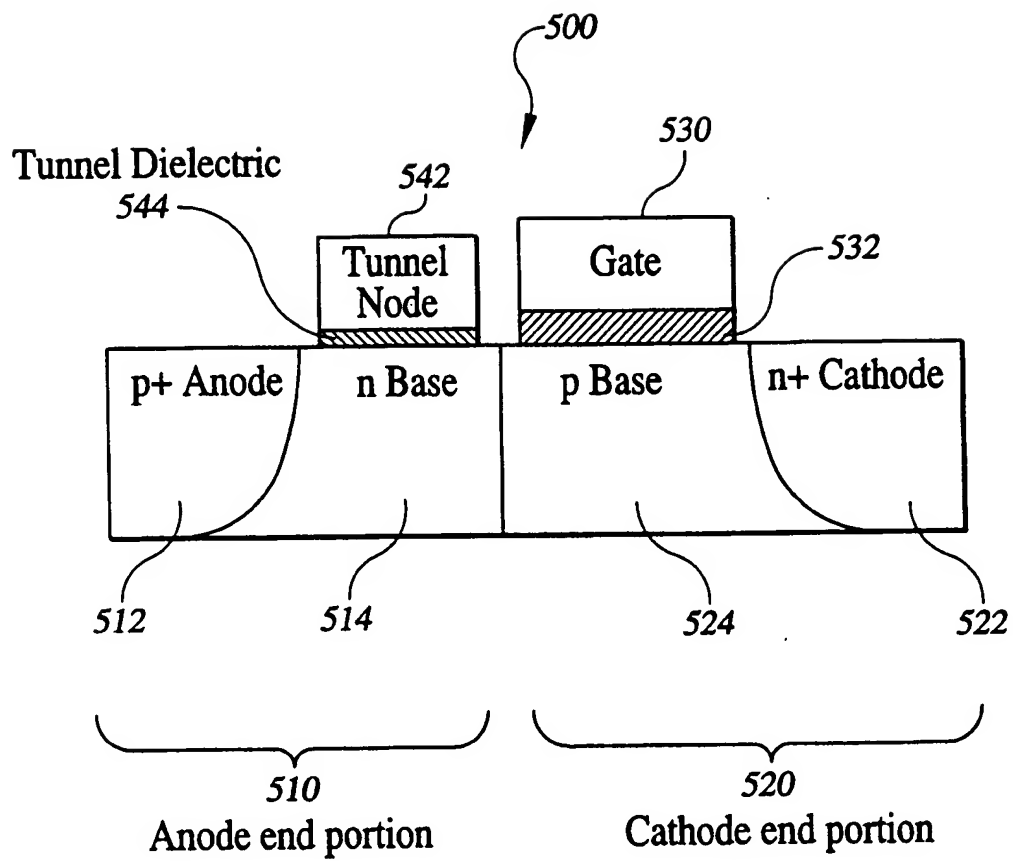 500
530
Tunnel Dielectric
544
542
532
Tunnel
Node
Gate
p+ Anode
n Base
p Base
n+ Cathode
512
514
524
522
510
Anode end portion
520
Cathode end portion